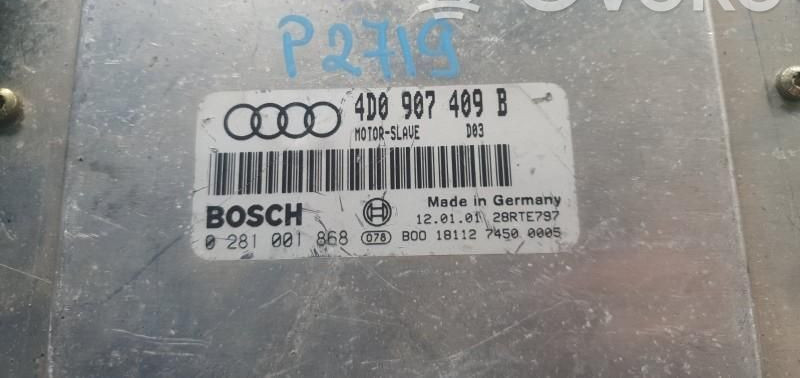 P2719
4D0 907 409 B
MOTOR-SLAVE D03
BOSCH
Made in Germany
12.01.01 28RTE797
0 281 001 868 078 B00 18112 7450 0005